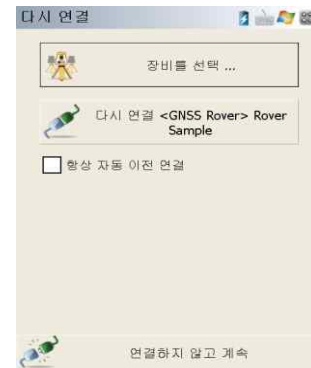 다시 연결
장비를 선택 ...
다시 연결 <GNSS Rover> Rover
Sample
항상 자동 이전 연결
연결하지 않고 계속